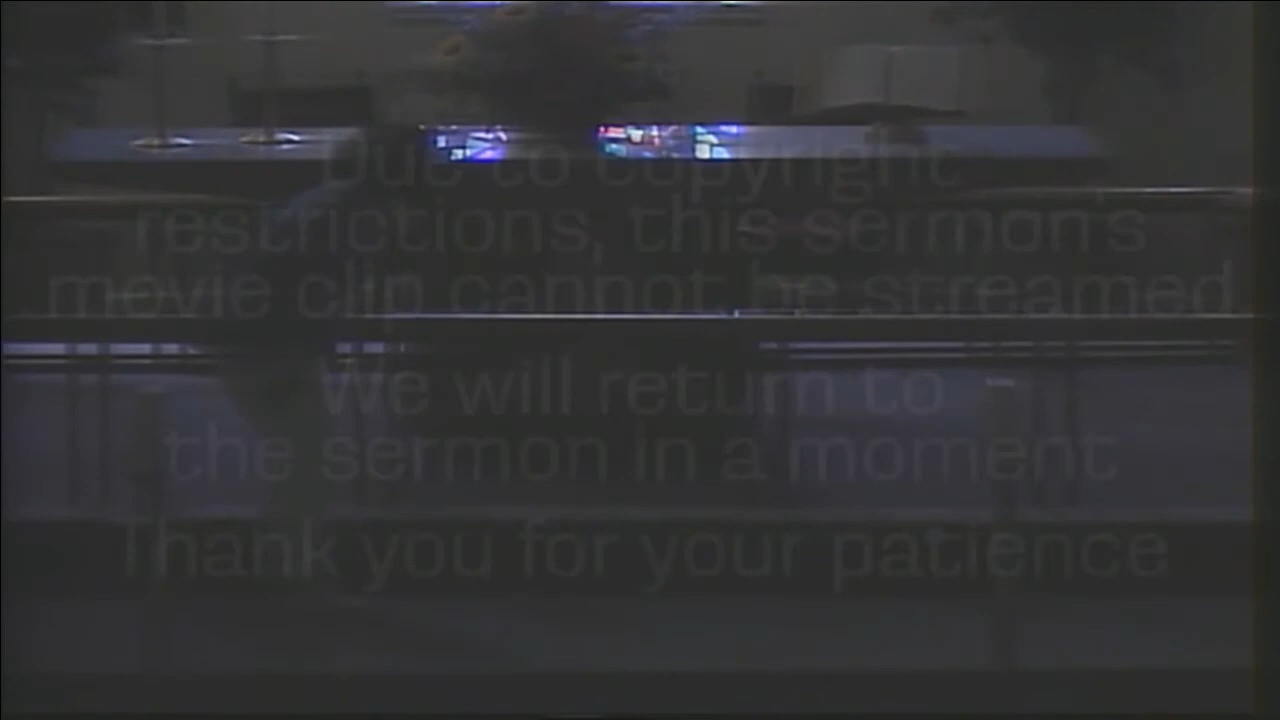 Due to copyright
restrictions, this sermon's
movie clip cannot be streamed
We will return to
the sermon in a moment
Thank you for your patience